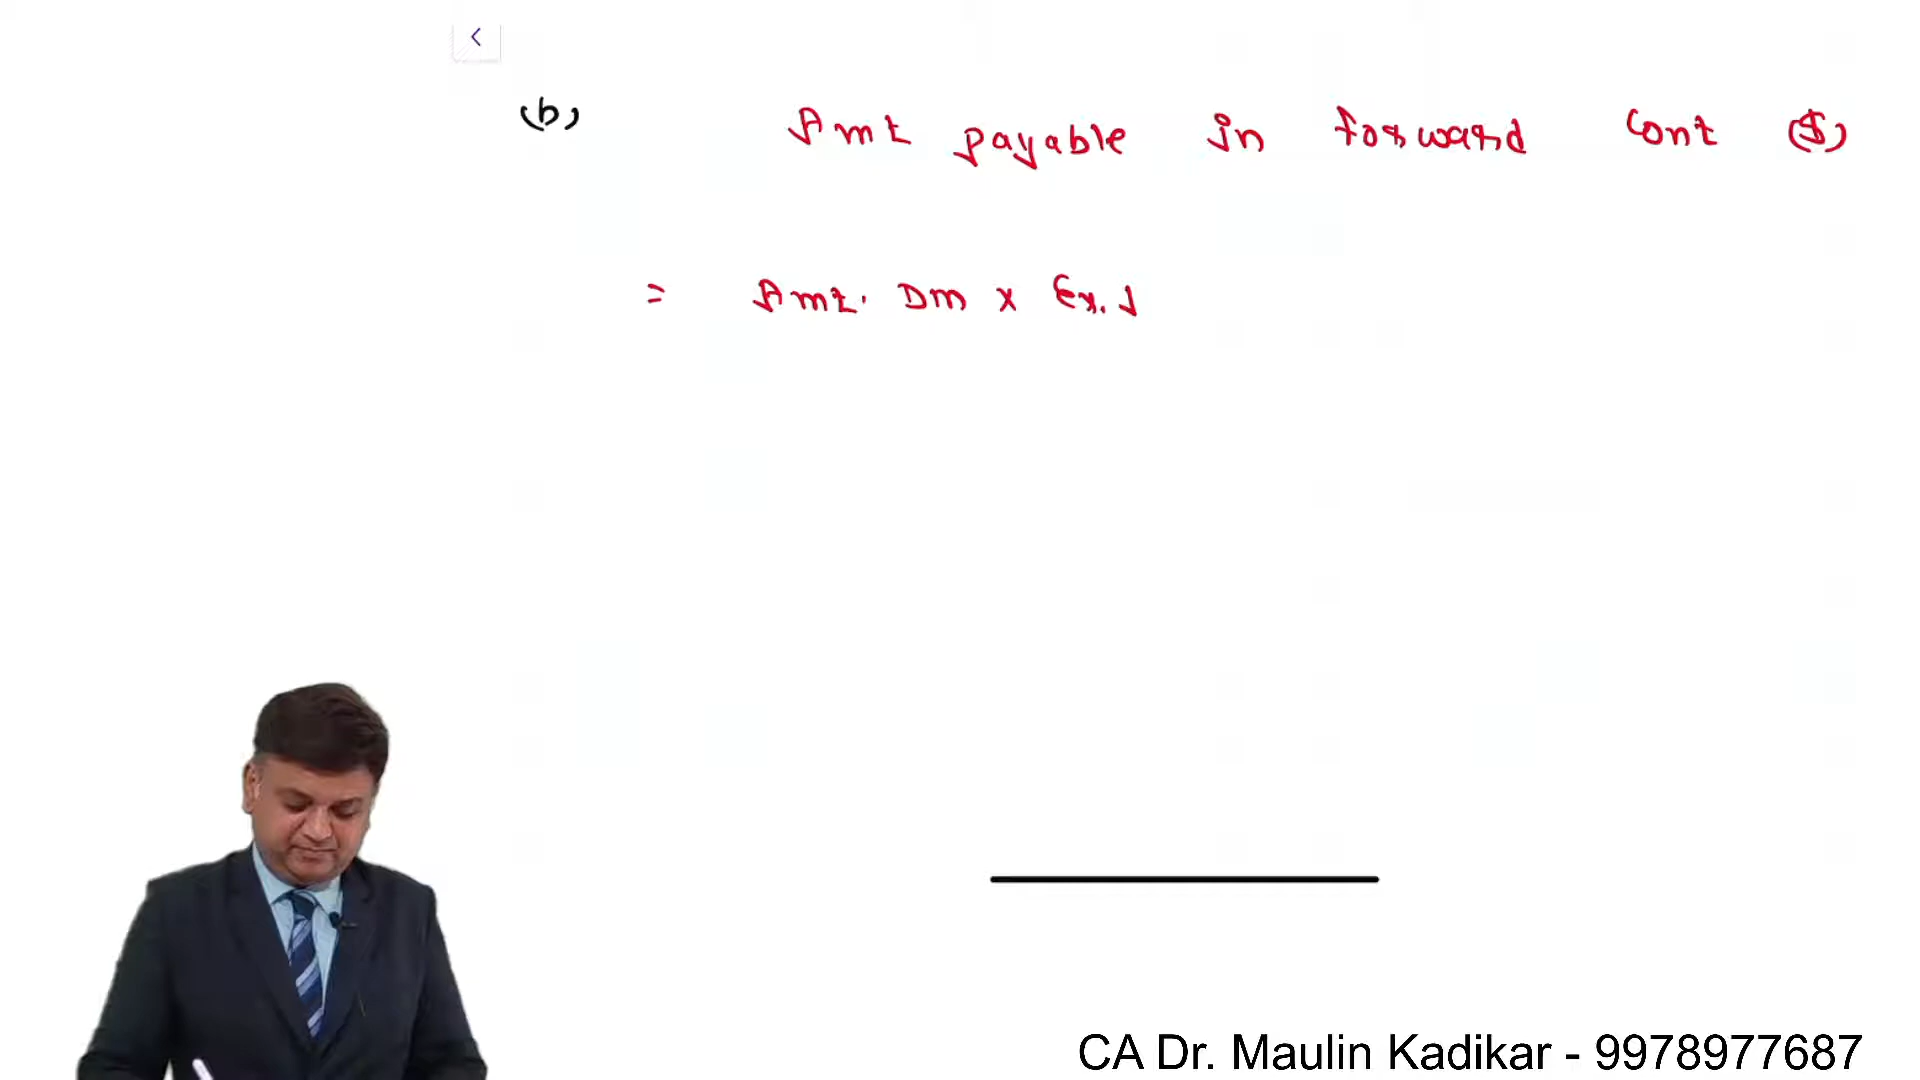 (b) Amt payable in forward Cont ($)
= Amt. Dm x Ex. r
CA Dr. Maulin Kadikar - 9978977687